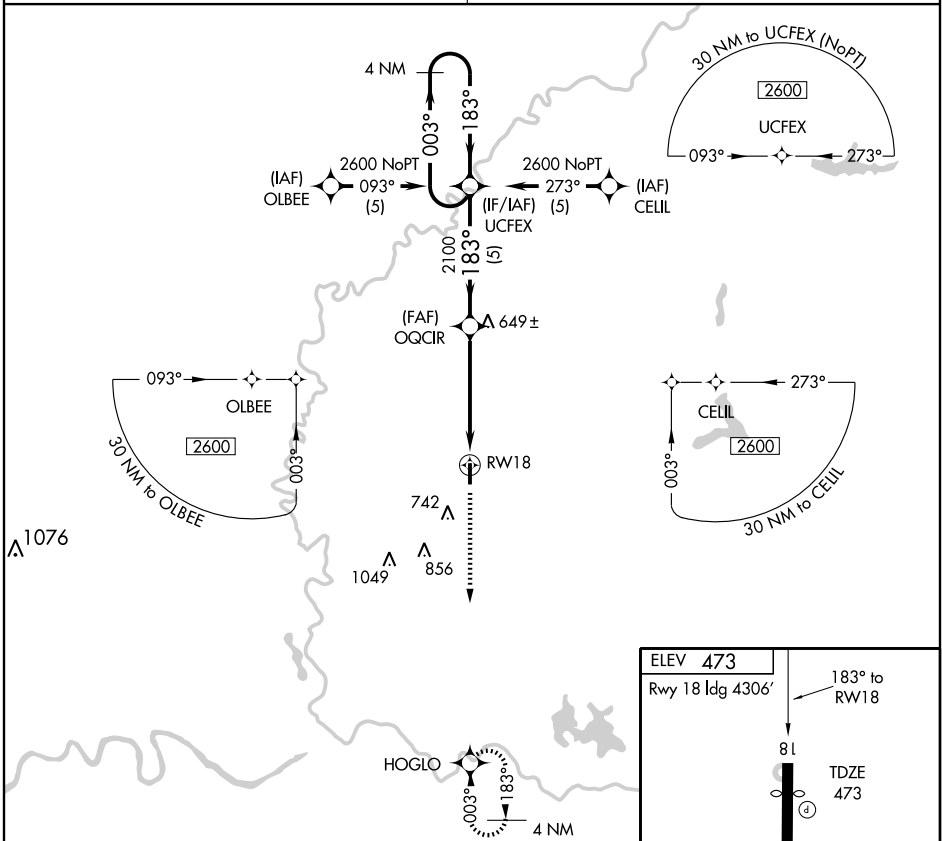 30 NM to UCFEX (NoPT)
2600
UCFEX
093°
273°
4 NM
003°
183°
(IAF)
OLBEE
2600 NoPT
093°
(5)
(IF/IAF)
UCFEX
2600 NoPT
273°
(5)
(IAF)
CELIL
2100
183°
(5)
(FAF)
OQCIR
649±
093°
OLBEE
2600
003°
30 NM to OLBEE
273°
CELIL
2600
003°
30 NM to CELIL
RW18
742
856
1049
1076
HOGLO
003°
183°
4 NM
ELEV 473
Rwy 18 ldg 4306'
183° to
RW18
18
TDZE
473
P